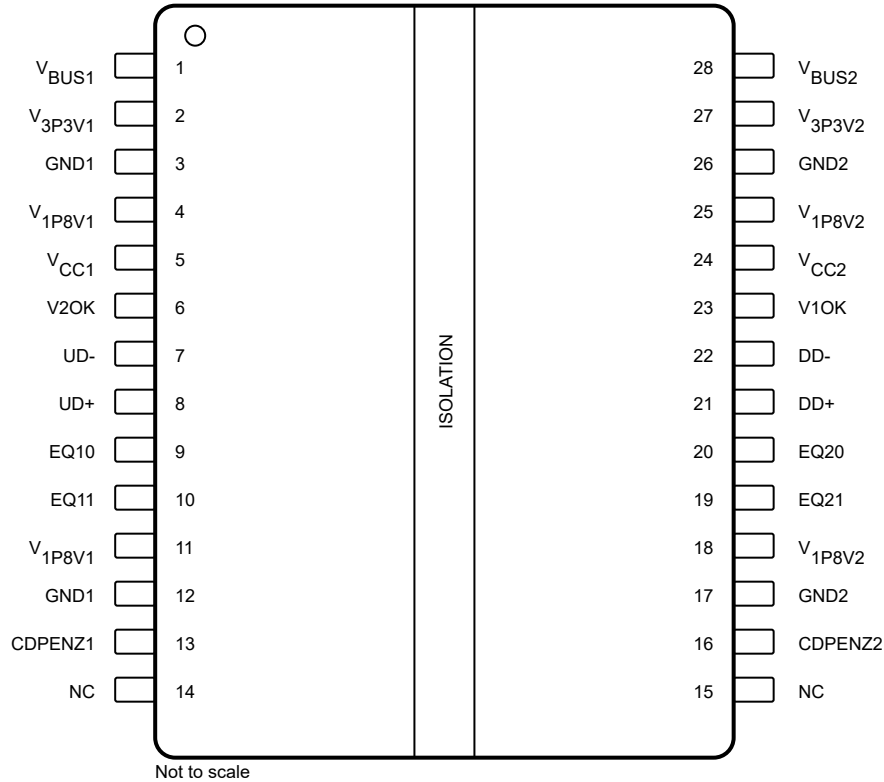 VBUS1 1 28 VBUS2
V3P3V1 2 27 V3P3V2
GND1 3 26 GND2
V1P8V1 4 25 V1P8V2
VCC1 5 24 VCC2
V2OK 6 23 V1OK
UD- 7 22 DD-
UD+ 8 21 DD+
ISOLATION
EQ10 9 20 EQ20
EQ11 10 19 EQ21
V1P8V1 11 18 V1P8V2
GND1 12 17 GND2
CDPENZ1 13 16 CDPENZ2
NC 14 15 NC
Not to scale